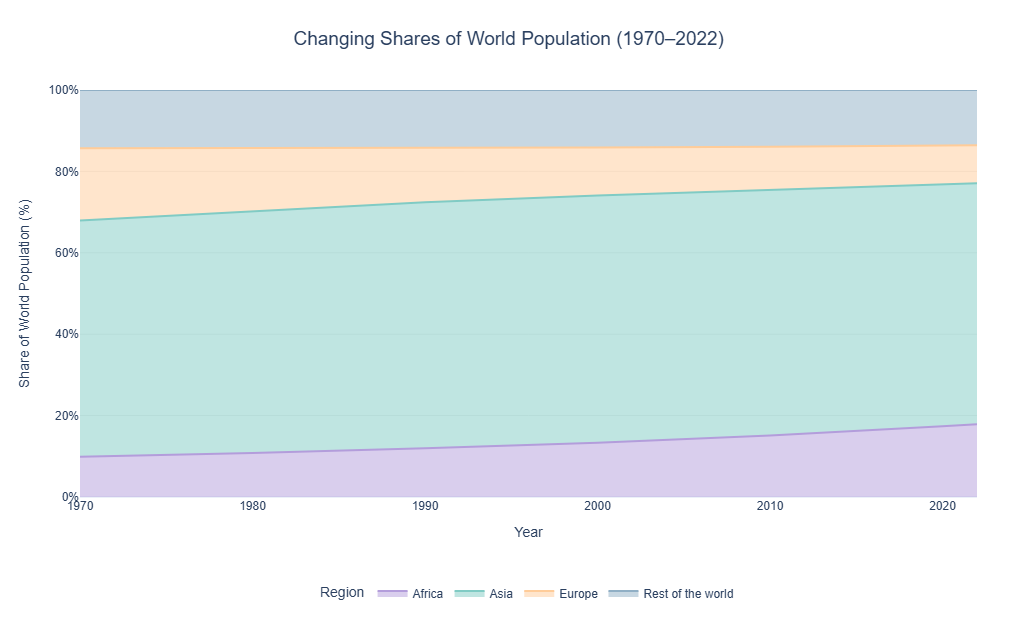 Changing Shares of World Population (1970–2022)
100%
80%
60%
40%
20%
0%
Share of World Population (%)
1970 1980 1990 2000 2010 2020
Year
Region Africa Asia Europe Rest of the world